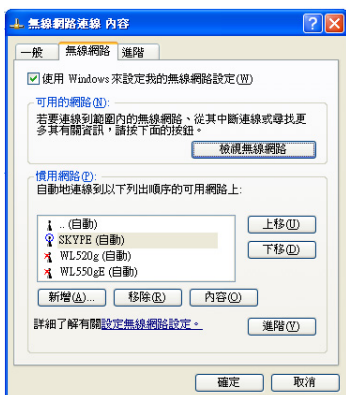 無線網路連線 內容
一般 無線網路 進階
使用 Windows 來設定我的無線網路設定(W)
可用的網路(N):
若要連線到範圍內的無線網路、從其中斷連線或尋找更
多其有關資訊，請按下面的按鈕。
檢視無線網路
慣用網路(P):
自動地連線到以下列出順序的可用網路上:
.. (自動)
SKYPE (自動)
WL520g (自動)
WL550gE (自動)
上移(U)
下移(D)
新增(A)... 移除(R) 內容(O)
詳細了解有關設定無線網路設定。
進階(V)
確定 取消